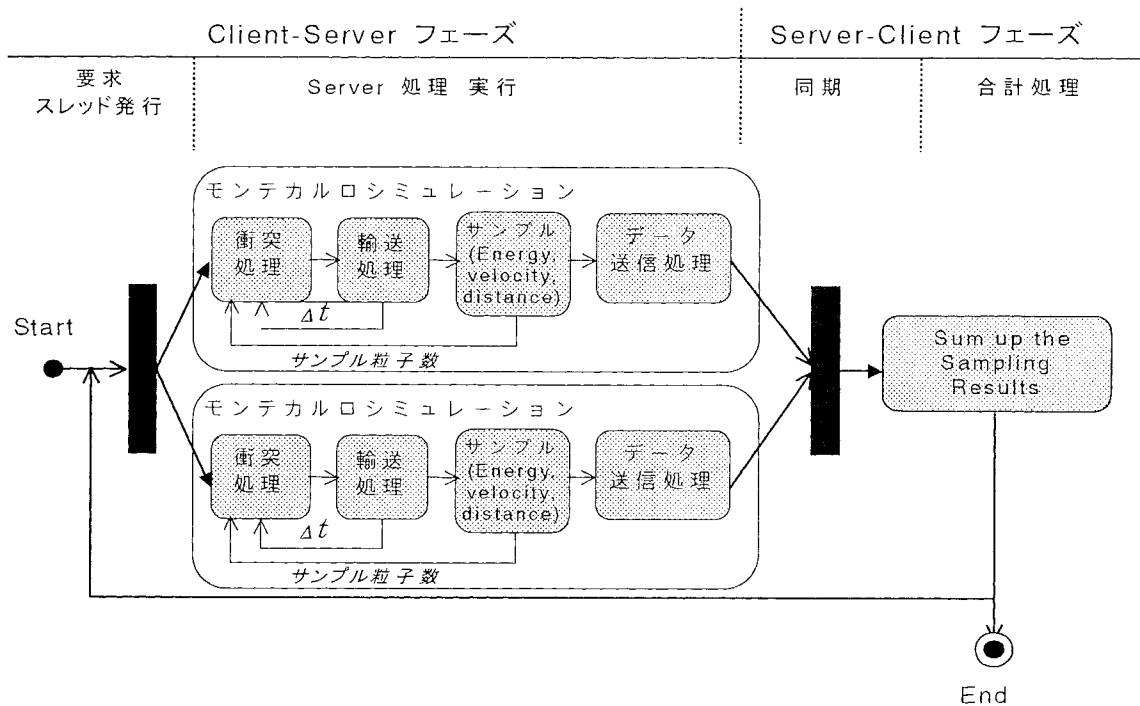 Client-Server フェーズ
Server-Client フェーズ
要求
スレッド発行
Server 処理 実行
同期
合計処理
モンテカルロシミュレーション
衝突
処理
輸送
処理
サンプル
(Energy,
velocity,
distance)
データ
送信処理
Δt
サンプル粒子数
Start
モンテカルロシミュレーション
衝突
処理
輸送
処理
サンプル
(Energy,
velocity,
distance)
データ
送信処理
Δt
サンプル粒子数
Sum up the
Sampling
Results
End